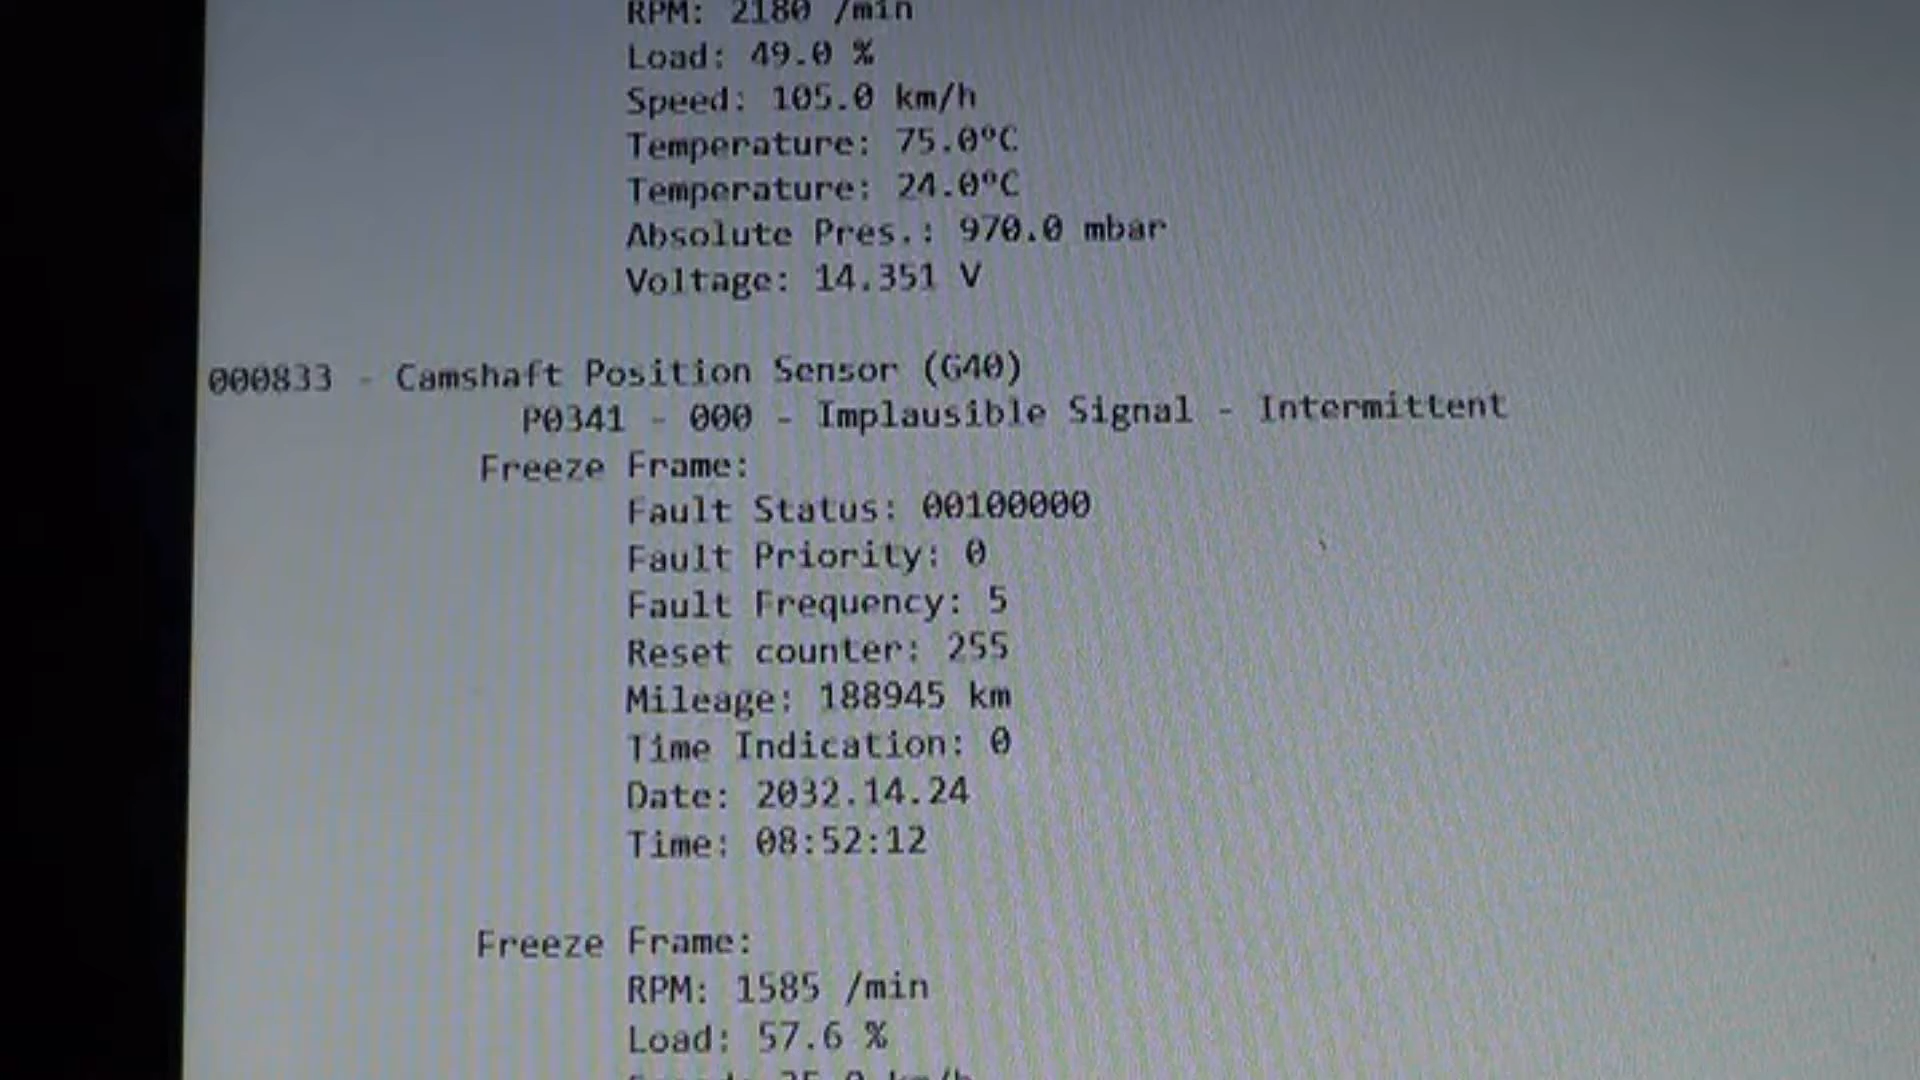 RPM: 2180 /min
Load: 49.0 %
Speed: 105.0 km/h
Temperature: 75.0°C
Temperature: 24.0°C
Absolute Pres.: 970.0 mbar
Voltage: 14.351 V
000833 - Camshaft Position Sensor (G40)
P0341 - 000 - Implausible Signal - Intermittent
Freeze Frame:
Fault Status: 00100000
Fault Priority: 0
Fault Frequency: 5
Reset counter: 255
Mileage: 188945 km
Time Indication: 0
Date: 2032.14.24
Time: 08:52:12
Freeze Frame:
RPM: 1585 /min
Load: 57.6 %